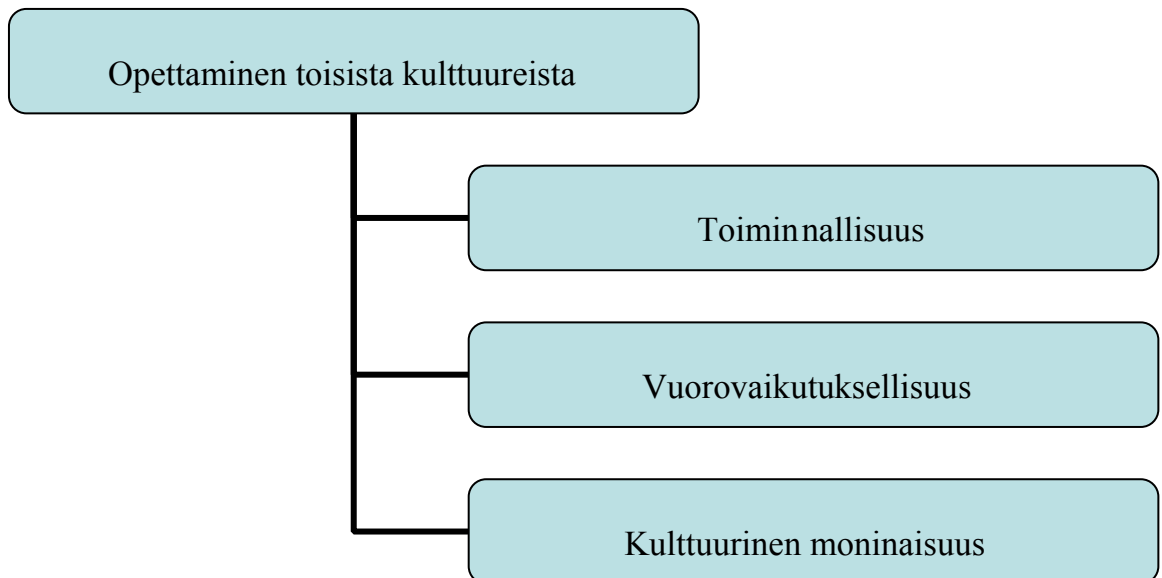 Opettaminen toisista kulttuureista
Toiminnallisuus
Vuorovaikutuksellisuus
Kulttuurinen moninaisuus